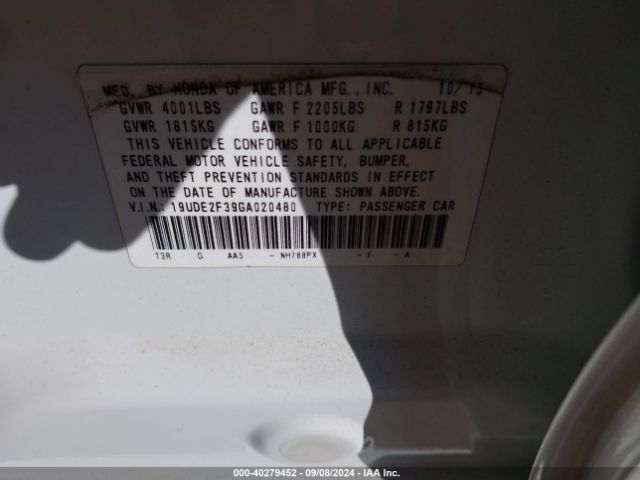 MFD. BY HONDA OF AMERICA MFG., INC. 10/15
GVWR 4001LBS GAWR F 2205LBS R 1797LBS
GVWR 1815KG GAWR F 1000KG R 815KG
THIS VEHICLE CONFORMS TO ALL APPLICABLE
FEDERAL MOTOR VEHICLE SAFETY, BUMPER,
AND THEFT PREVENTION STANDARDS IN EFFECT
ON THE DATE OF MANUFACTURE SHOWN ABOVE.
V.I.N.: 19UDE2F39GA020480 TYPE: PASSENGER CAR
T3R G AA5 - NH788PX - F - A
000-40279452 - 09/08/2024 - IAA Inc.